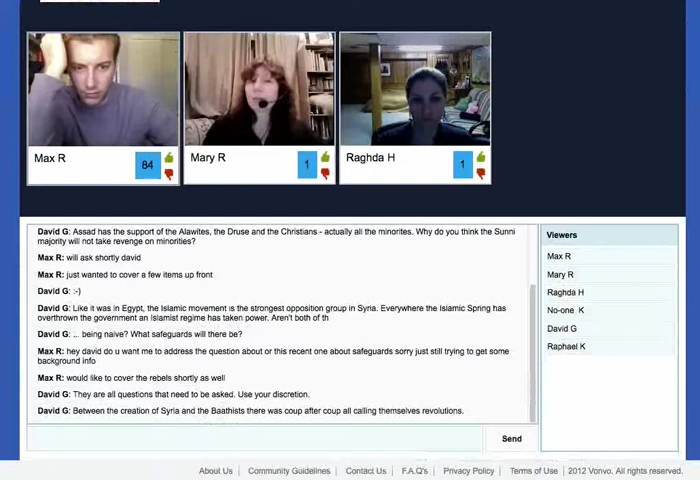 Max R
84
Mary R
1
Raghda H
1
David G: Assad has the support of the Alawites, the Druse and the Christians - actually all the minorites. Why do you think the Sunni
majority will not take revenge on minorities?
Max R: will ask shortly david
Max R: just wanted to cover a few items up front
David G: :-)
David G: Like it was in Egypt, the Islamic movement is the strongest opposition group in Syria. Everywhere the Islamic Spring has
overthrown the government an Islamist regime has taken power. Aren't both of th
David G: ... being naive? What safeguards will there be?
Max R: hey david do u want me to address the question about or this recent one about safeguards sorry just still trying to get some
background info
Max R: would like to cover the rebels shortly as well
David G: They are all questions that need to be asked. Use your discretion.
David G: Between the creation of Syria and the Baathists there was coup after coup all calling themselves revolutions.
Send
Viewers
Max R
Mary R
Raghda H
No-one K
David G
Raphael K
About Us | Community Guidelines | Contact Us | F.A.Q's | Privacy Policy | Terms of Use | 2012 Vonvo. All rights reserved.